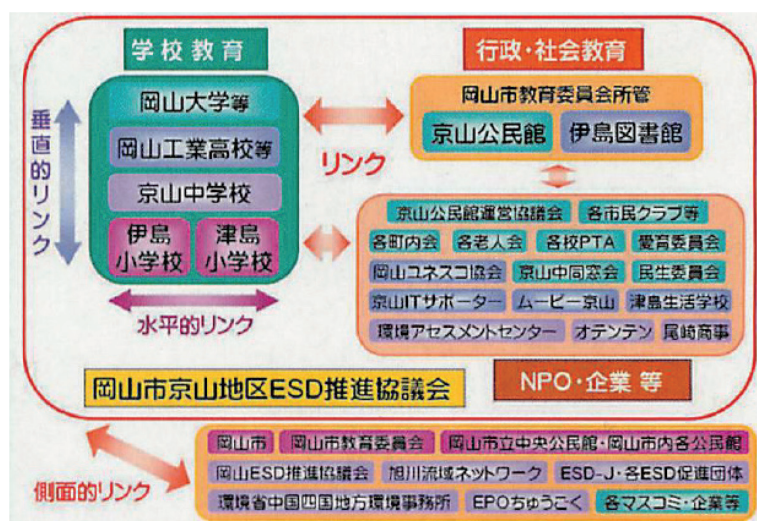 学校教育
岡山大学等
岡山工業高校等
京山中学校
伊島小学校
津島小学校
垂直的リンク
水平的リンク
リンク
行政・社会教育
岡山市教育委員会所管
京山公民館 伊島図書館
京山公民館運営協議会 各市民クラブ等
各町内会 各老人会 各校PTA 愛育委員会
岡山ユネスコ協会 京山中同窓会 民生委員会
京山ITサポーター ムービー京山 津島生活学校
環境アセスメントセンター オテンテン 尾崎商事
NPO・企業 等
岡山市京山地区ESD推進協議会
側面的リンク
岡山市 岡山市教育委員会 岡山市立中央公民館・岡山市内各公民館
岡山ESD推進協議会 旭川流域ネットワーク ESD-J・各ESD促進団体
環境省中国四国地方環境事務所 EPOちゅうごく 各マスコミ・企業等